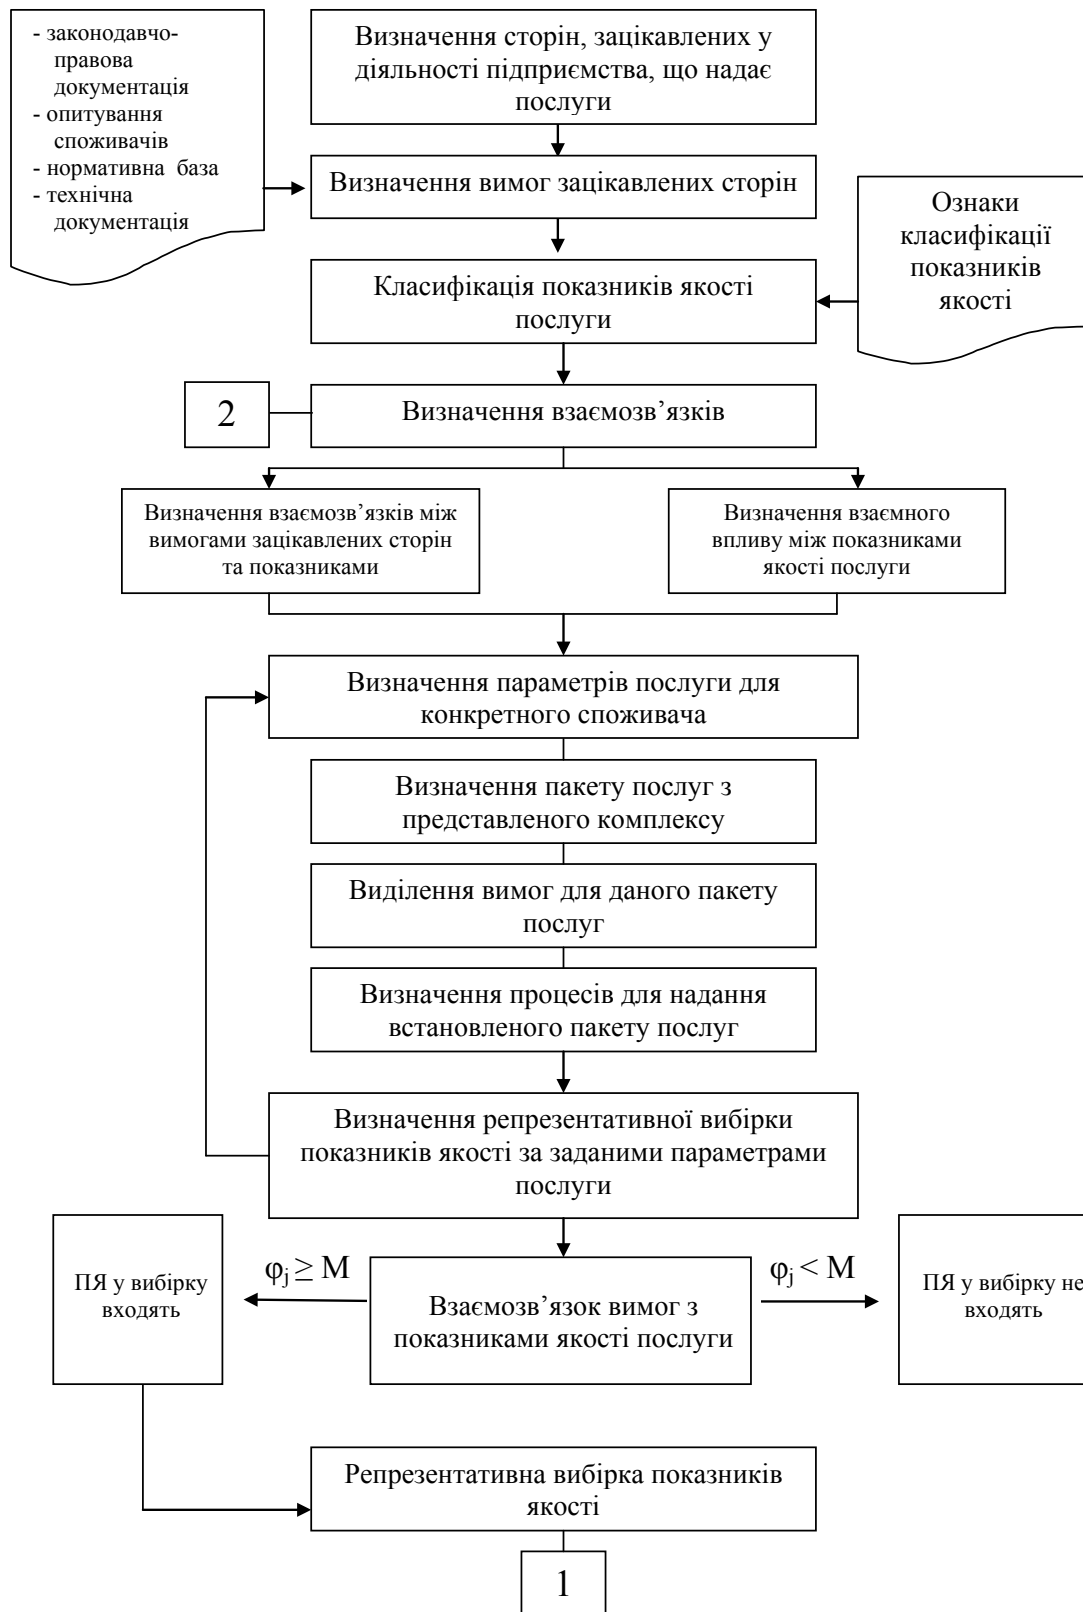 - законодавчо-
правова
документація
- опитування
споживачів
- нормативна база
- технічна
документація
Визначення сторін, зацікавлених у
діяльності підприємства, що надає
послуги
Визначення вимог зацікавлених сторін
Ознаки
класифікації
показників
якості
Класифікація показників якості
послуги
2
Визначення взаємозв’язків
Визначення взаємозв’язків між
вимогами зацікавлених сторін
та показниками
Визначення взаємного
впливу між показниками
якості послуги
Визначення параметрів послуги для
конкретного споживача
Визначення пакету послуг з
представленого комплексу
Виділення вимог для даного пакету
послуг
Визначення процесів для надання
встановленого пакету послуг
Визначення репрезентативної вибірки
показників якості за заданими параметрами
послуги
ПЯ у вибірку
входять
φj ≥ М
Взаємозв’язок вимог з
показниками якості послуги
φj < М
ПЯ у вибірку не
входять
Репрезентативна вибірка показників
якості
1